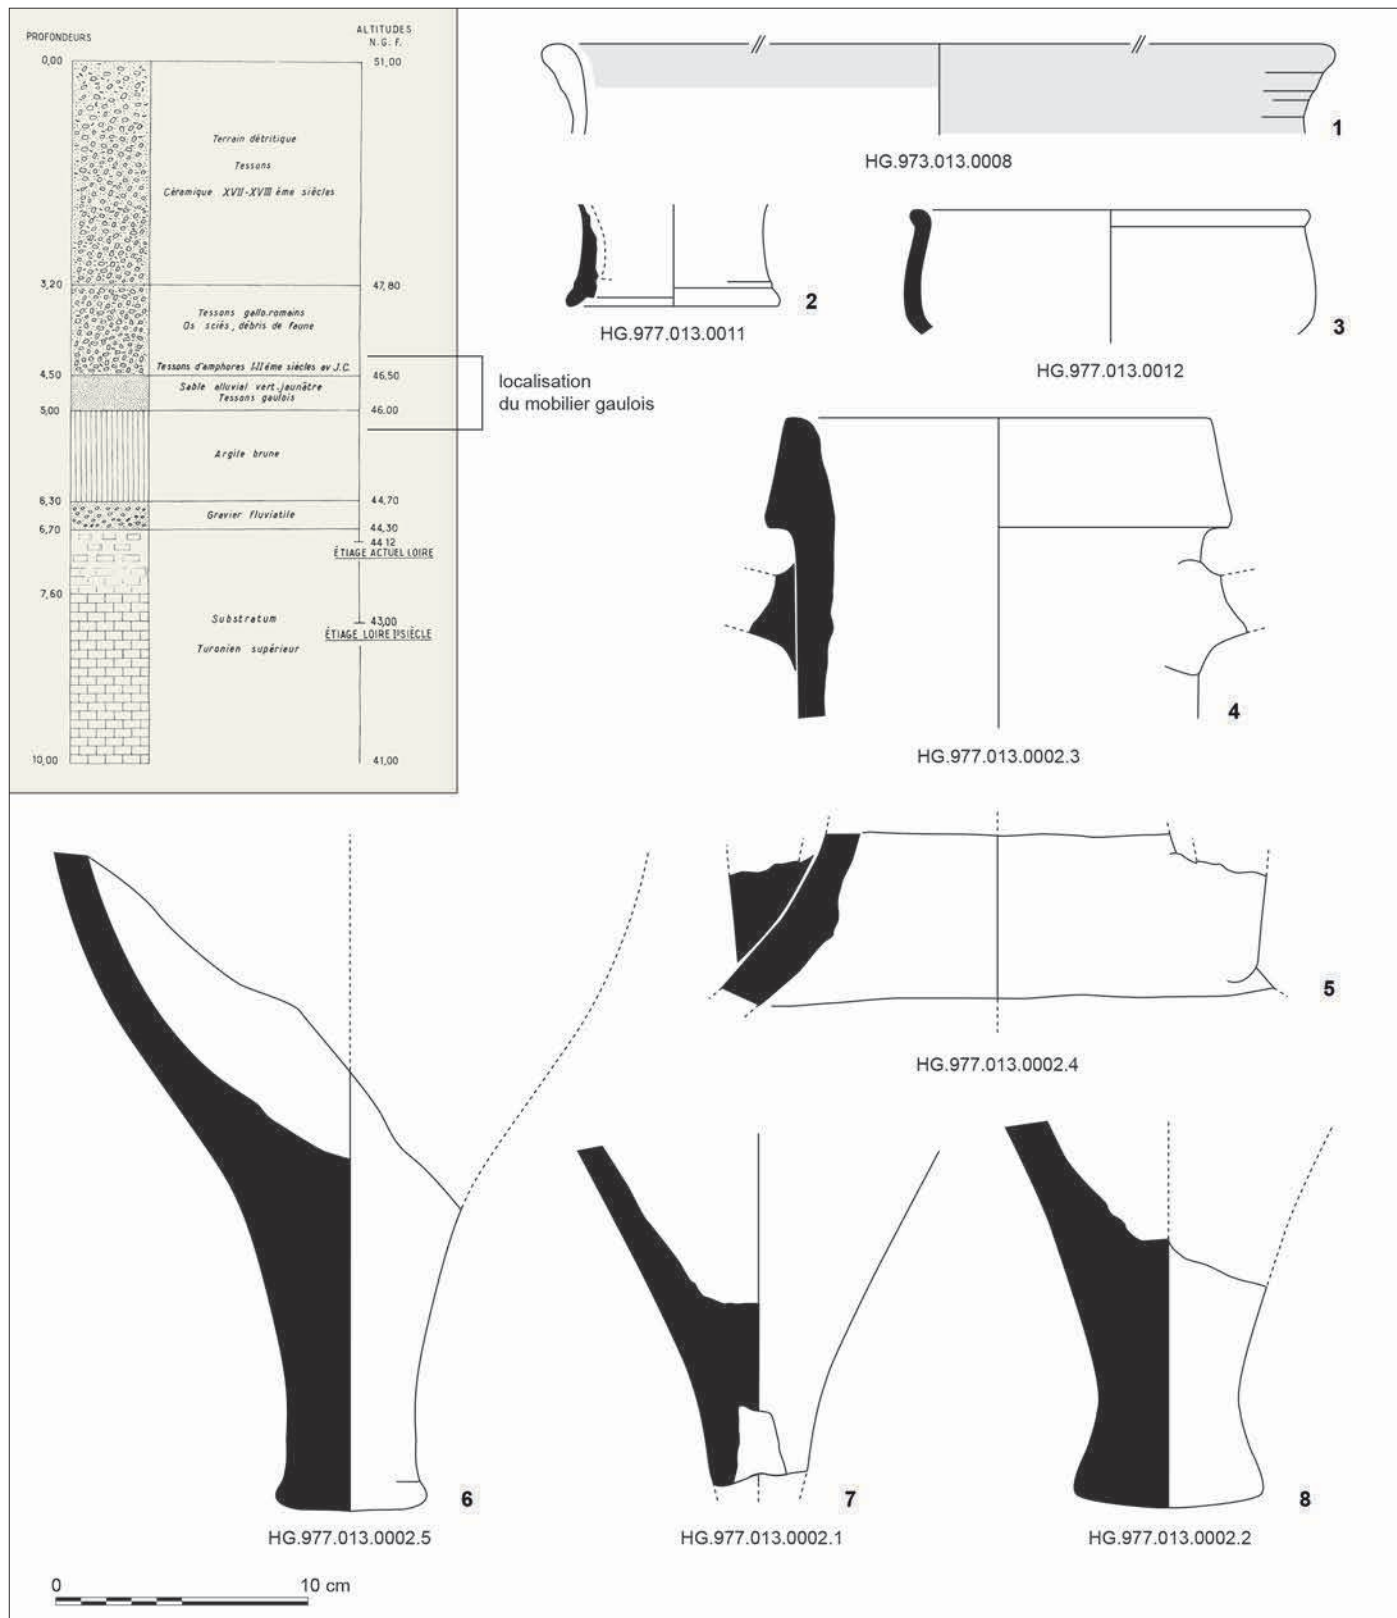 PROFONDEURS
ALTITUDES
N.G.F.
0,00
51,00
Terrain détritique
Tessons
Céramique XVII-XVIII ème siècles
3,20
47,80
Tessons gallo.romains
Os sciés, débris de faune
Tessons d'amphores I-II ème siècles av J.C.
4,50
46,50
Sable alluvial vert.jaunâtre
Tessons gaulois
5,00
46.00
localisation
du mobilier gaulois
Argile brune
6,30
44,70
Gravier fluviatile
6,70
44,30
44 12
ÉTIAGE ACTUEL LOIRE
7,60
Substratum
43,00
ÉTIAGE LOIRE I° SIÈCLE
Turonien supérieur
10,00
41,00
1
HG.973.013.0008
2
HG.977.013.0011
3
HG.977.013.0012
4
HG.977.013.0002.3
5
HG.977.013.0002.4
6
HG.977.013.0002.5
7
HG.977.013.0002.1
8
HG.977.013.0002.2
0 10 cm